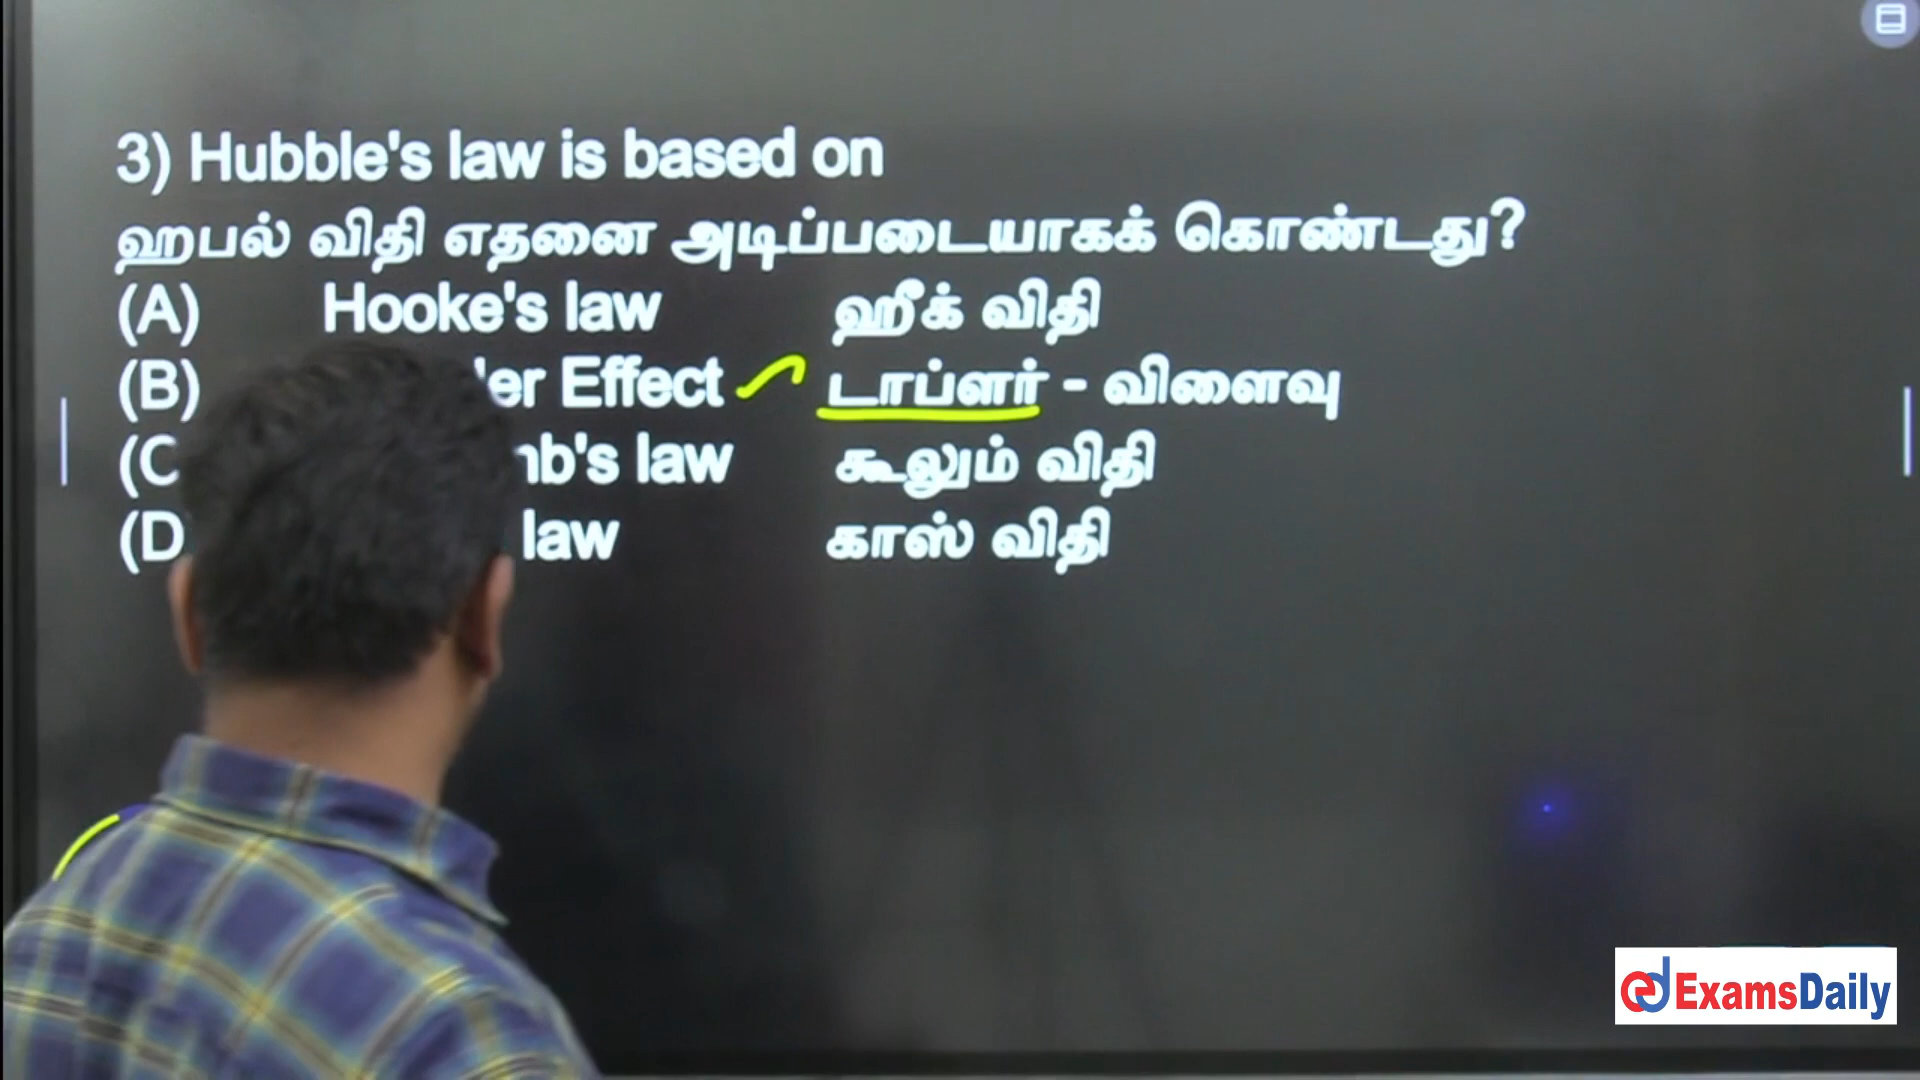 3) Hubble's law is based on
ஹபல் விதி எதனை அடிப்படையாகக் கொண்டது?
(A) Hooke's law ஹீக் விதி
(B) Effect டாப்ளர் - விளைவு
(C law கூலும் விதி
(D law காஸ் விதி
ExamsDaily